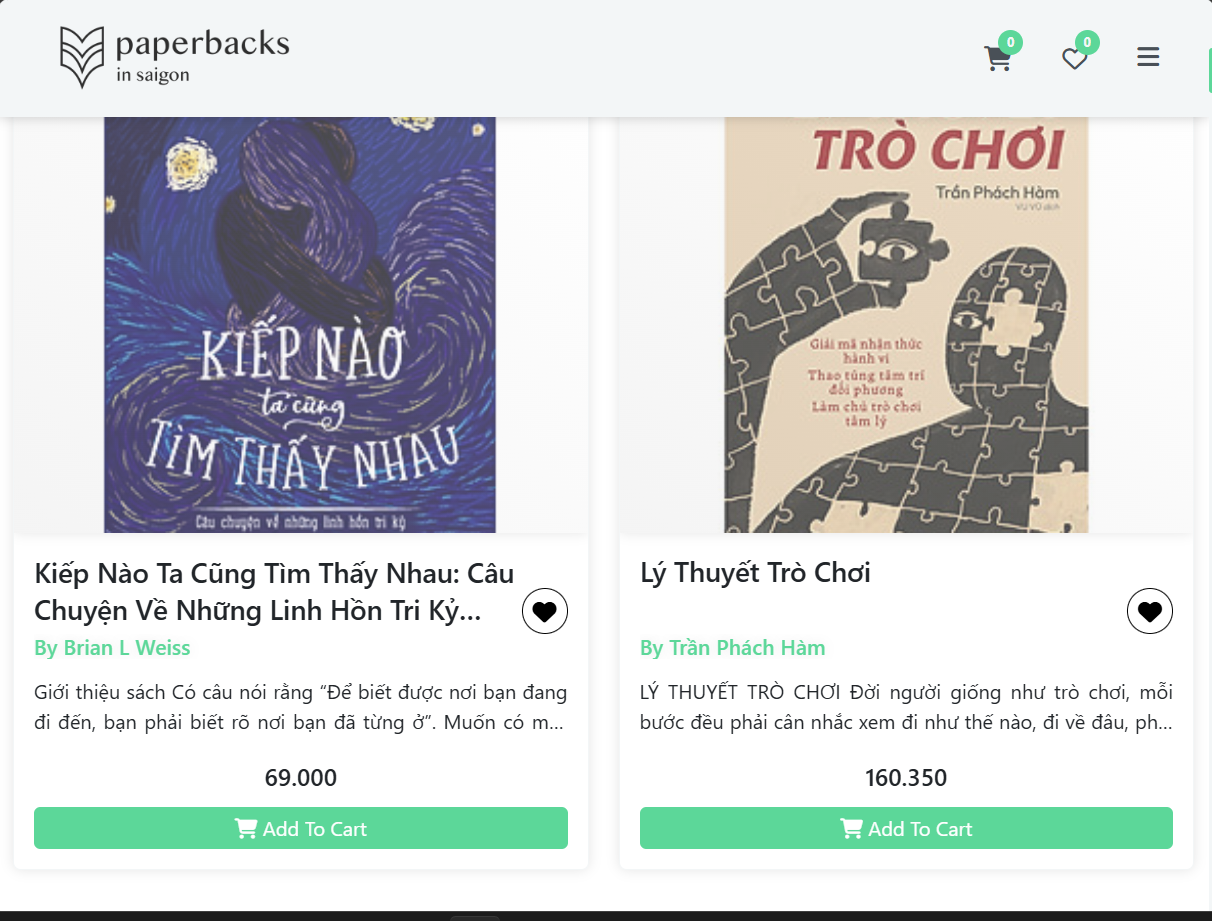 paperbacks
in saigon
0
0
KIẾP NÀO
ta cũng
TÌM THẤY NHAU
Câu chuyện về những linh hồn tri kỷ
TRÒ CHƠI
Trần Phách Hàm
VU VŨ dịch
Giải mã nhận thức
hành vi
Thao túng tâm trí
đối phương
Làm chủ trò chơi
tâm lý
Kiếp Nào Ta Cũng Tìm Thấy Nhau: Câu
Chuyện Về Những Linh Hồn Tri Kỷ...
By Brian L Weiss
Giới thiệu sách Có câu nói rằng “Để biết được nơi bạn đang
đi đến, bạn phải biết rõ nơi bạn đã từng ở”. Muốn có m...
69.000
Add To Cart
Lý Thuyết Trò Chơi
By Trần Phách Hàm
LÝ THUYẾT TRÒ CHƠI Đời người giống như trò chơi, mỗi
bước đều phải cân nhắc xem đi như thế nào, đi về đâu, ph...
160.350
Add To Cart